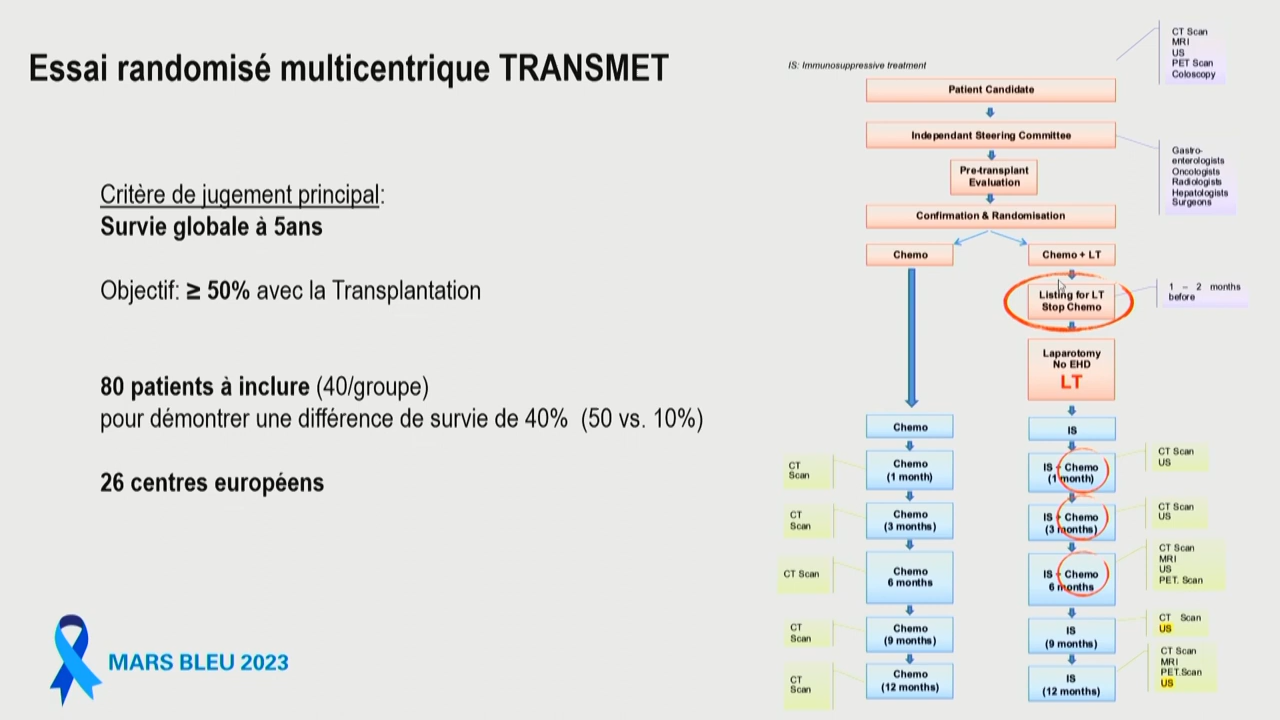 Essai randomisé multicentrique TRANSMET
Critère de jugement principal:
Survie globale à 5ans
Objectif: ≥ 50% avec la Transplantation
80 patients à inclure (40/groupe)
pour démontrer une différence de survie de 40% (50 vs. 10%)
26 centres européens
MARS BLEU 2023
IS: Immunosuppressive treatment
CT Scan
MRI
US
PET Scan
Coloscopy
Patient Candidate
Independant Steering Committee
Gastro-
enterologists
Oncologists
Radiologists
Hepatologists
Surgeons
Pre-transplant
Evaluation
Confirmation & Randomisation
Chemo
Chemo + LT
Listing for LT
Stop Chemo
1 – 2 months
before
Laparotomy
No EHD
LT
Chemo
IS
CT
Scan
Chemo
(1 month)
IS + Chemo
(1 month)
CT Scan
US
CT
Scan
Chemo
(3 months)
IS + Chemo
(3 months)
CT Scan
US
CT Scan
Chemo
6 months
IS + Chemo
6 months
CT Scan
MRI
US
PET. Scan
CT
Scan
Chemo
(9 months)
IS
(9 months)
CT Scan
US
CT
Scan
Chemo
(12 months)
IS
(12 months)
CT Scan
MRI
PET.Scan
US